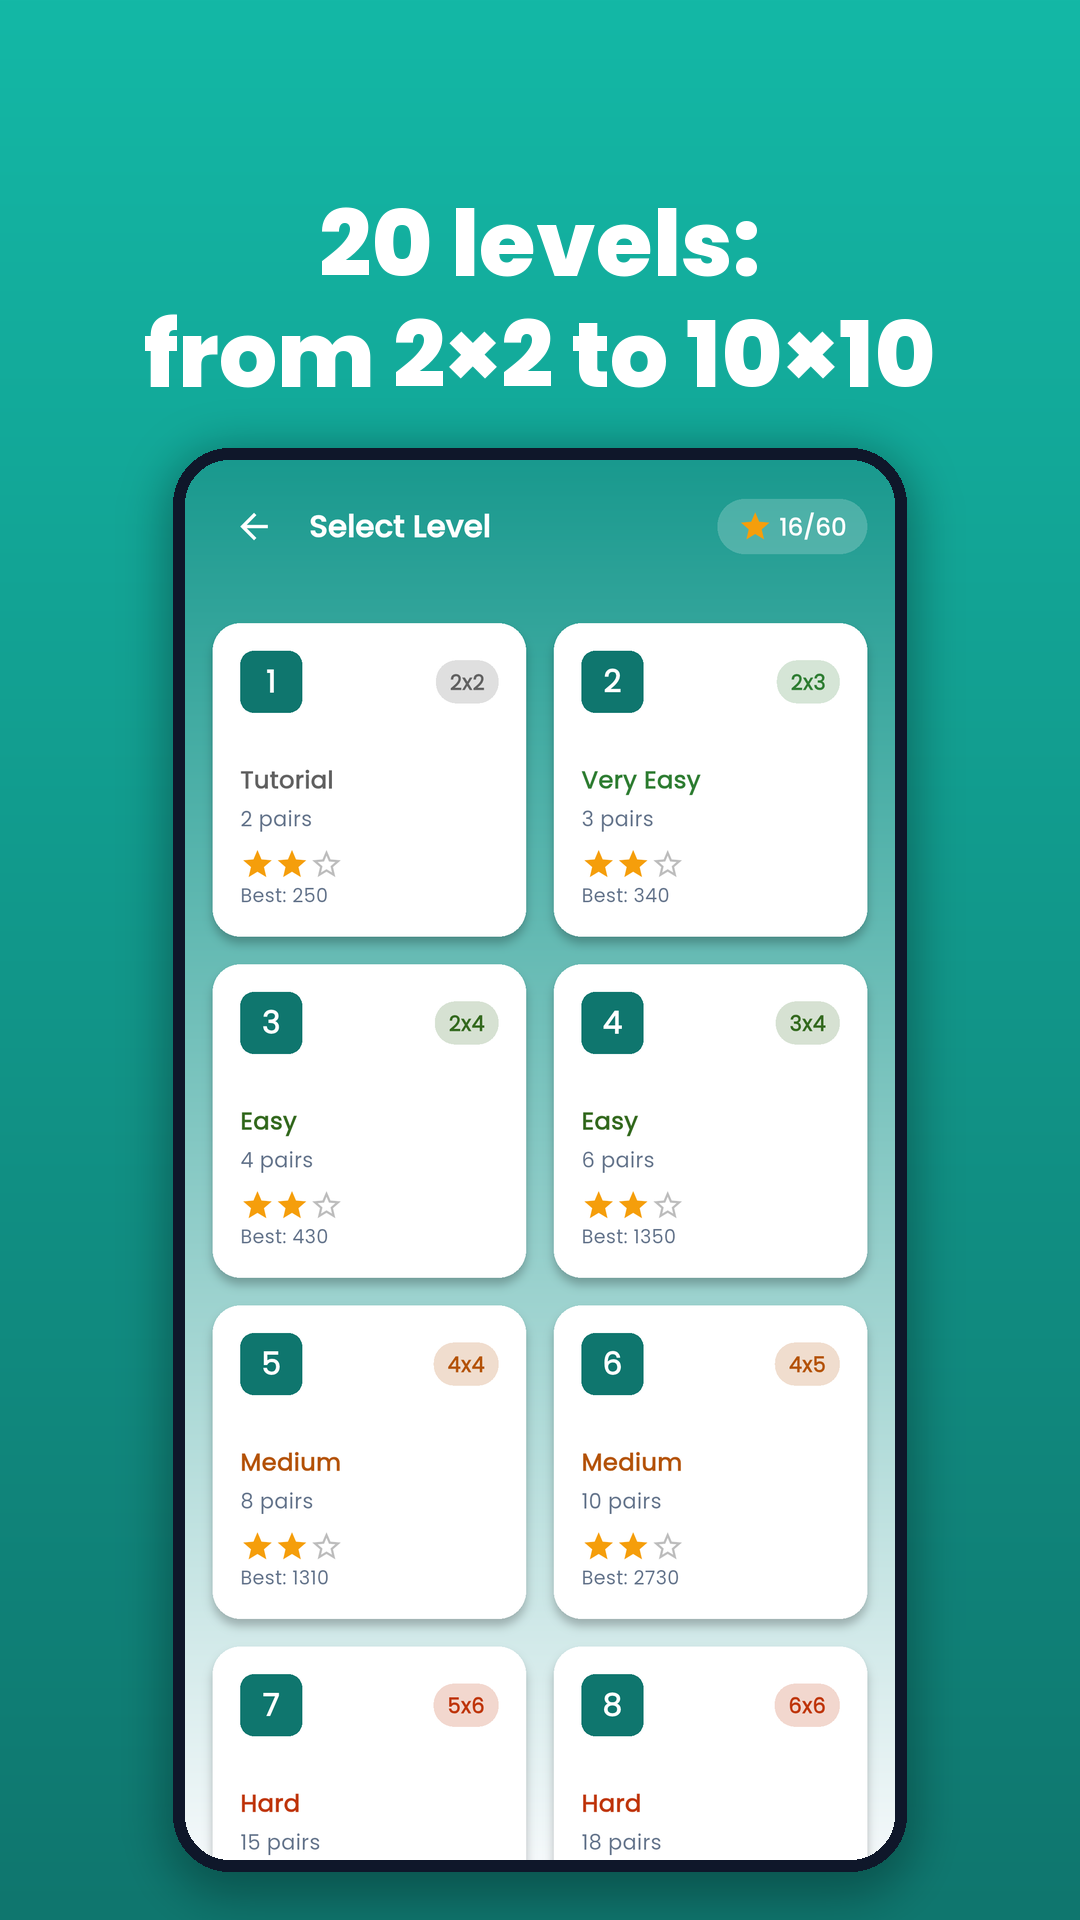 20 levels:
from 2×2 to 10×10
Select Level
16/60
1
2x2
Tutorial
2 pairs
Best: 250
2
2x3
Very Easy
3 pairs
Best: 340
3
2x4
Easy
4 pairs
Best: 430
4
3x4
Easy
6 pairs
Best: 1350
5
4x4
Medium
8 pairs
Best: 1310
6
4x5
Medium
10 pairs
Best: 2730
7
5x6
Hard
15 pairs
8
6x6
Hard
18 pairs